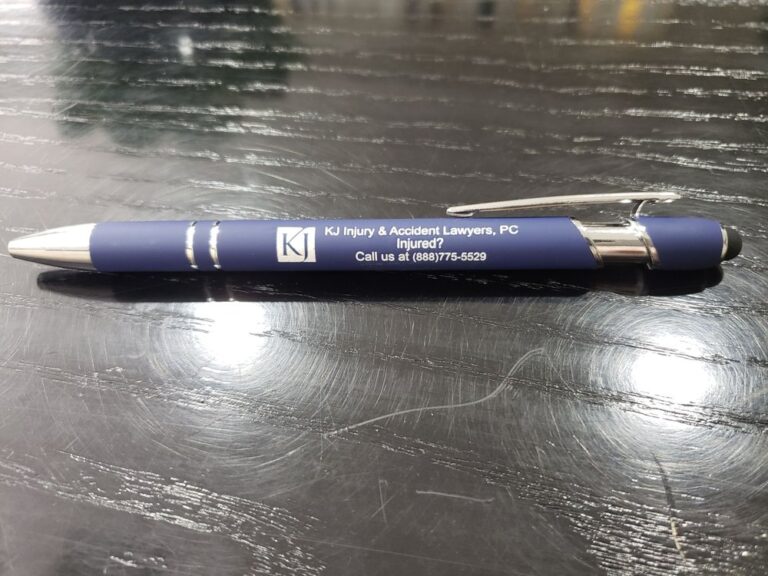 KJ
KJ Injury & Accident Lawyers, PC
Injured?
Call us at (888)775-5529